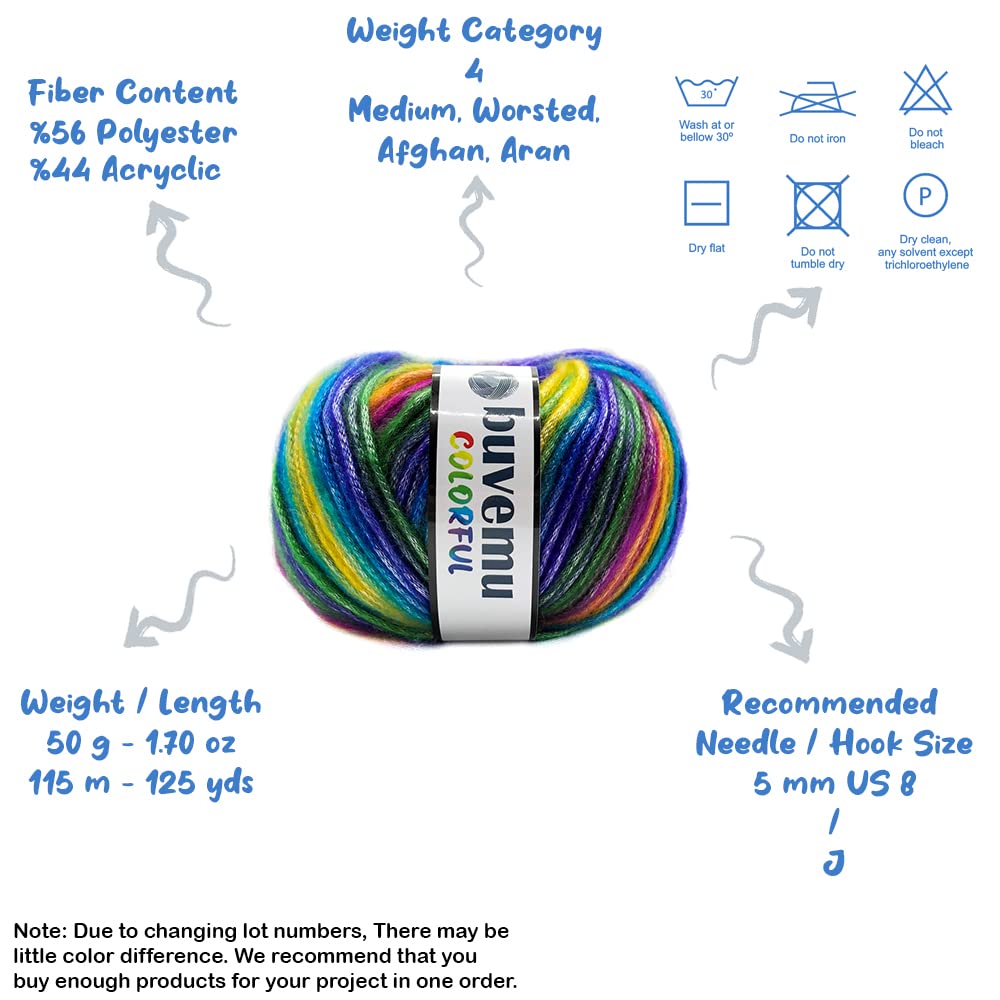 Weight Category
4
Medium, Worsted,
Afghan, Aran
Fiber Content
%56 Polyester
%44 Acryclic
30°
Wash at or
bellow 30º
Do not iron
Do not
bleach
Dry flat
Do not
tumble dry
P
Dry clean,
any solvent except
trichloroethylene
buvemu
COLORFUL
Weight / Length
50 g - 1.70 oz
115 m - 125 yds
Recommended
Needle / Hook Size
5 mm US 8
/
J
Note: Due to changing lot numbers, There may be
little color difference. We recommend that you
buy enough products for your project in one order.